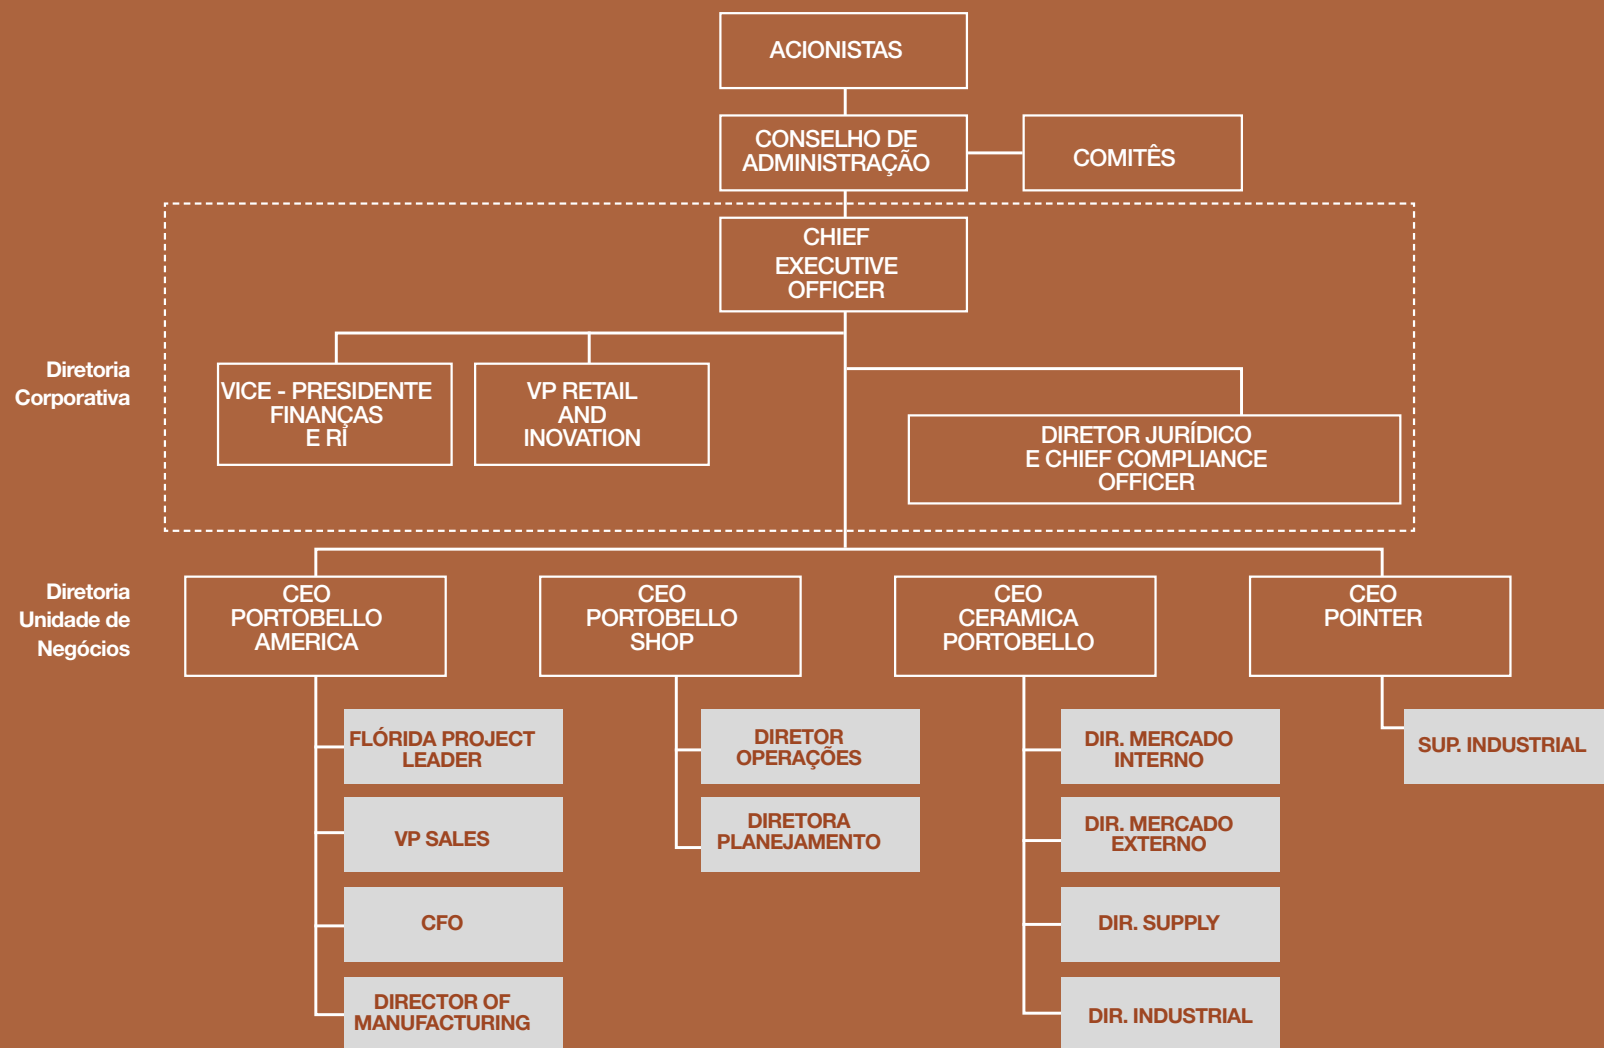 ACIONISTAS
CONSELHO DE
ADMINISTRAÇÃO
COMITÊS
CHIEF
EXECUTIVE
OFFICER
Diretoria
Corporativa
VICE - PRESIDENTE
FINANÇAS
E RI
VP RETAIL
AND
INOVATION
DIRETOR JURÍDICO
E CHIEF COMPLIANCE
OFFICER
Diretoria
Unidade de
Negócios
CEO
PORTOBELLO
AMERICA
CEO
PORTOBELLO
SHOP
CEO
CERAMICA
PORTOBELLO
CEO
POINTER
FLÓRIDA PROJECT
LEADER
VP SALES
CFO
DIRECTOR OF
MANUFACTURING
DIRETOR
OPERAÇÕES
DIRETORA
PLANEJAMENTO
DIR. MERCADO
INTERNO
DIR. MERCADO
EXTERNO
DIR. SUPPLY
DIR. INDUSTRIAL
SUP. INDUSTRIAL